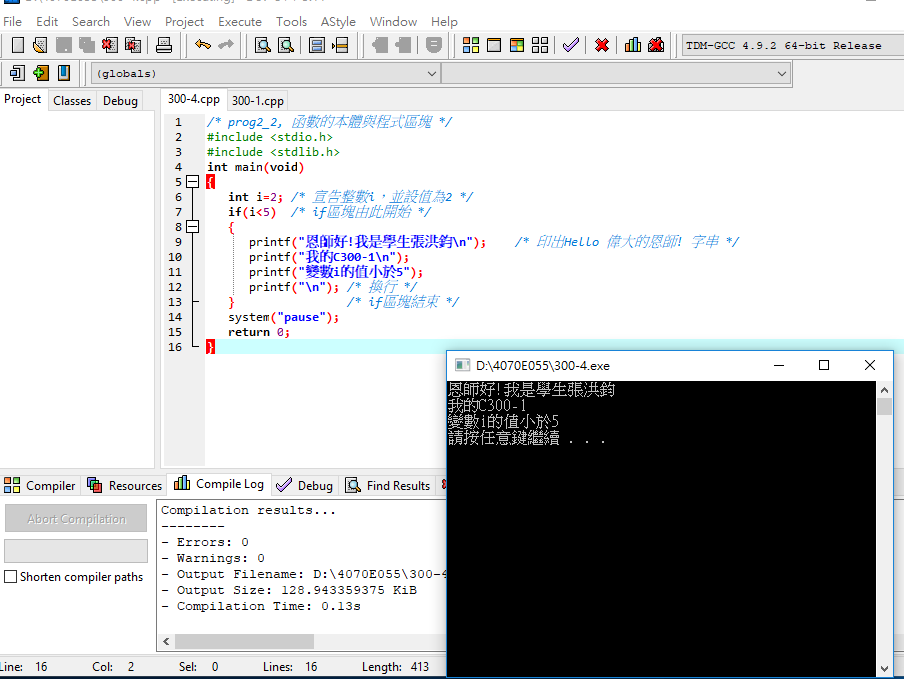 File Edit Search View Project Execute Tools AStyle Window Help
TDM-GCC 4.9.2 64-bit Release
(globals)
Project Classes Debug
300-4.cpp 300-1.cpp
1 /* prog2_2, 函數的本體與程式區塊 */
2 #include <stdio.h>
3 #include <stdlib.h>
4 int main(void)
5 {
6 int i=2; /* 宣告整數i，並設值為2 */
7 if(i<5) /* if區塊由此開始 */
8 {
9 printf("恩師好!我是學生張洪鈞\n"); /* 印出Hello 偉大的恩師! 字串 */
10 printf("我的C300-1\n");
11 printf("變數i的值小於5");
12 printf("\n"); /* 換行 */
13 } /* if區塊結束 */
14 system("pause");
15 return 0;
16 }
D:\4070E055\300-4.exe
恩師好!我是學生張洪鈞
我的C300-1
變數i的值小於5
請按任意鍵繼續 . . .
Compiler Resources Compile Log Debug Find Results
Abort Compilation
Shorten compiler paths
Compilation results...
--------
- Errors: 0
- Warnings: 0
- Output Filename: D:\4070E055\300-4
- Output Size: 128.943359375 KiB
- Compilation Time: 0.13s
Line: 16 Col: 2 Sel: 0 Lines: 16 Length: 413